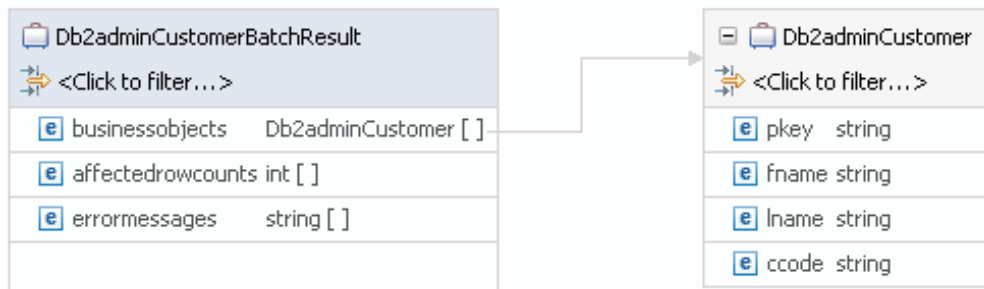 Db2adminCustomerBatchResult
<Click to filter...>
businessobjects Db2adminCustomer [ ]
affectedrowcounts int [ ]
errormessages string [ ]
Db2adminCustomer
<Click to filter...>
pkey string
fname string
lname string
ccode string